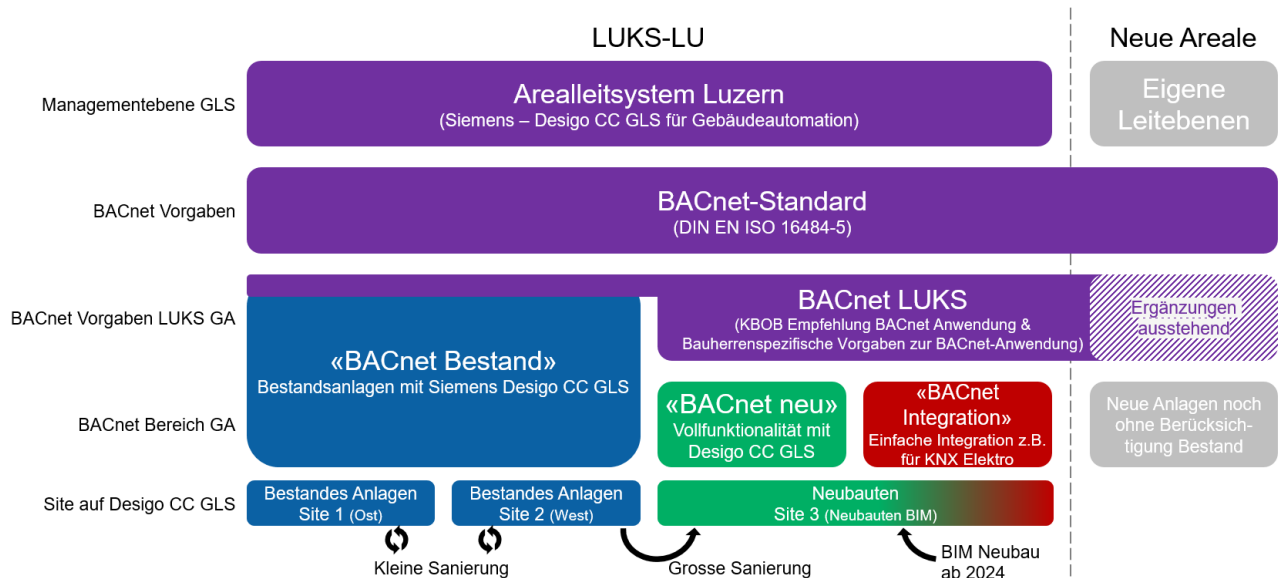 LUKS-LU
Neue Areale
Managementebene GLS
Arealleitsystem Luzern
(Siemens – Desigo CC GLS für Gebäudeautomation)
Eigene
Leitebenen
BACnet Vorgaben
BACnet-Standard
(DIN EN ISO 16484-5)
BACnet Vorgaben LUKS GA
BACnet LUKS
(KBOB Empfehlung BACnet Anwendung &
Bauherrenspezifische Vorgaben zur BACnet-Anwendung)
Ergänzungen
ausstehend
«BACnet Bestand»
Bestandsanlagen mit Siemens Desigo CC GLS
BACnet Bereich GA
«BACnet neu»
Vollfunktionalität mit
Desigo CC GLS
«BACnet
Integration»
Einfache Integration z.B.
für KNX Elektro
Neue Anlagen noch
ohne Berücksich-
tigung Bestand
Site auf Desigo CC GLS
Bestandes Anlagen
Site 1 (Ost)
Bestandes Anlagen
Site 2 (West)
Neubauten
Site 3 (Neubauten BIM)
Kleine Sanierung
Grosse Sanierung
BIM Neubau
ab 2024